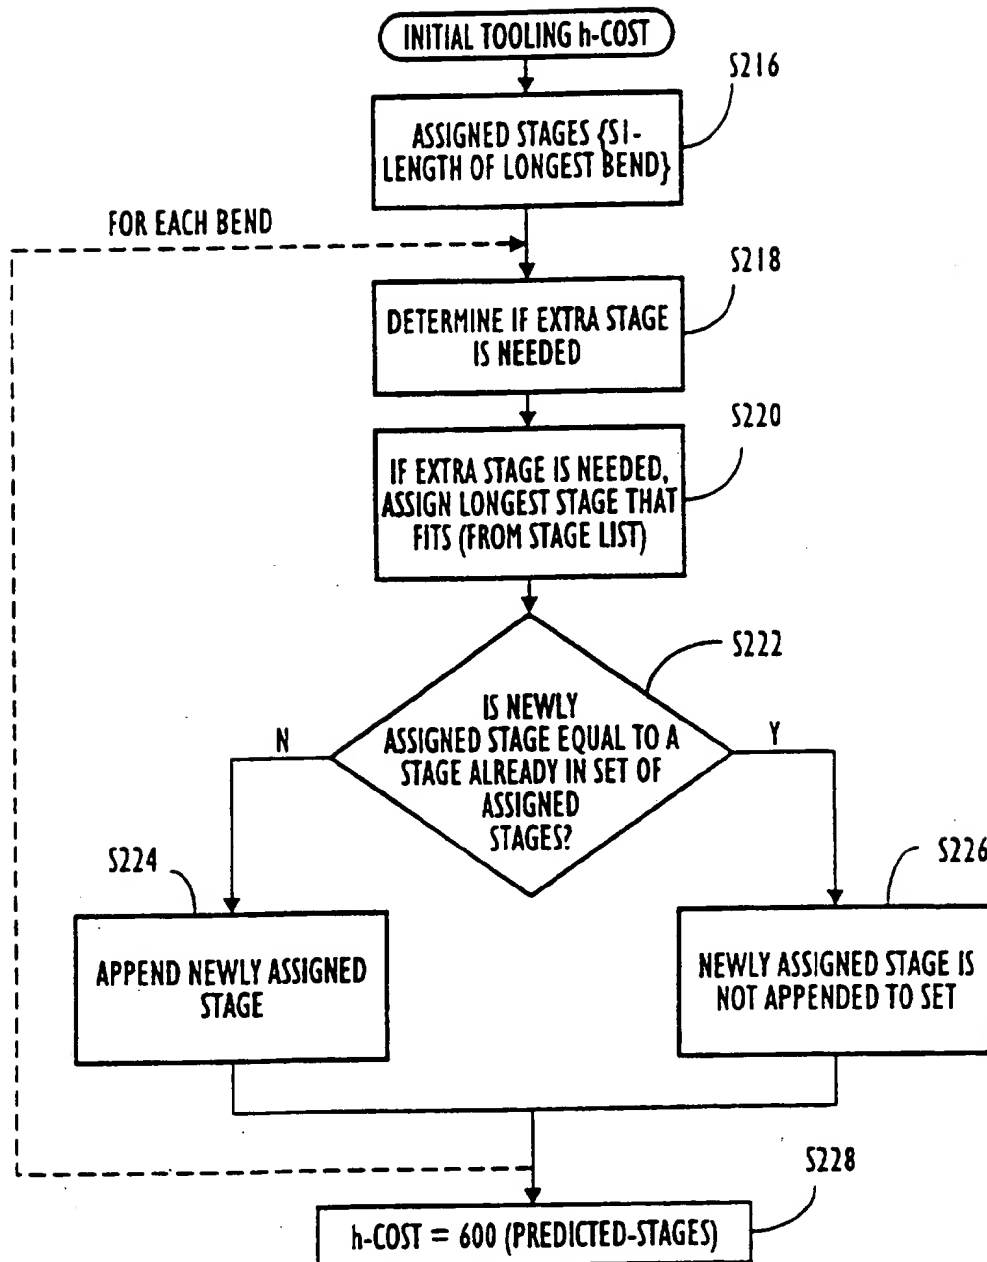 INITIAL TOOLING h-COST
S216
ASSIGNED STAGES {S1-
LENGTH OF LONGEST BEND}
FOR EACH BEND
S218
DETERMINE IF EXTRA STAGE
IS NEEDED
S220
IF EXTRA STAGE IS NEEDED,
ASSIGN LONGEST STAGE THAT
FITS (FROM STAGE LIST)
S222
IS NEWLY
ASSIGNED STAGE EQUAL TO A
STAGE ALREADY IN SET OF
ASSIGNED
STAGES?
N
Y
S224
S226
APPEND NEWLY ASSIGNED
STAGE
NEWLY ASSIGNED STAGE IS
NOT APPENDED TO SET
S228
h-COST = 600 (PREDICTED-STAGES)